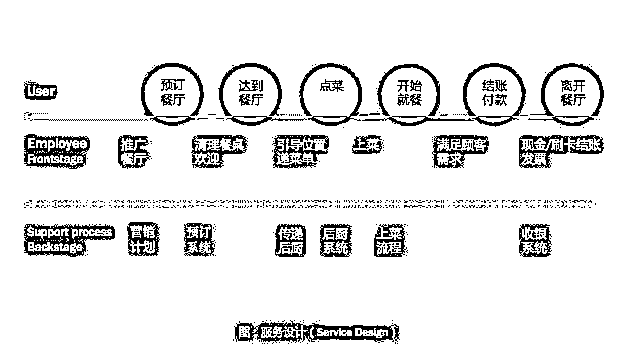 User
预订
餐厅
达到
餐厅
点菜
开始
就餐
结账
付款
离开
餐厅
Employee
Frontstage
推广
餐厅
清理餐桌
欢迎
引导位置
递菜单
上菜
满足顾客
需求
现金/刷卡结账
发票
Support process
Backstage
营销
计划
预订
系统
传递
后厨
后厨
系统
上菜
流程
收银
系统
图：服务设计（Service Design）